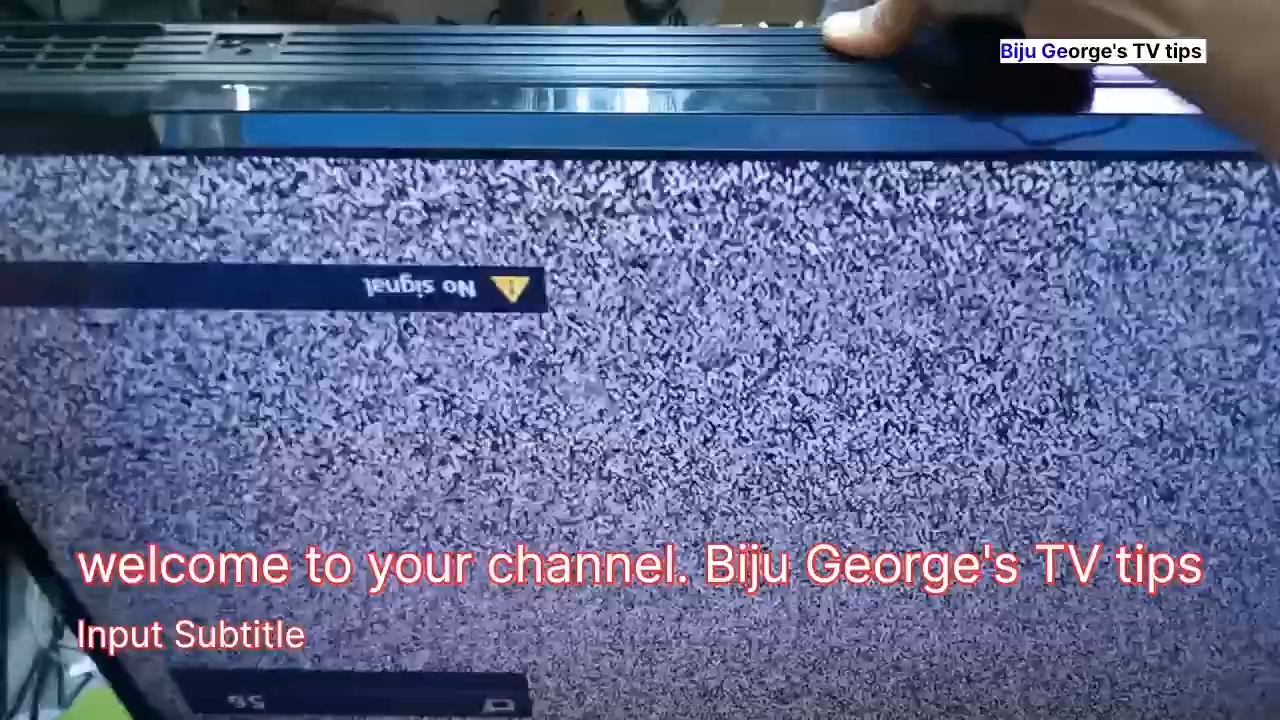 Biju George's TV tips
No signal
welcome to your channel. Biju George's TV tips
Input Subtitle